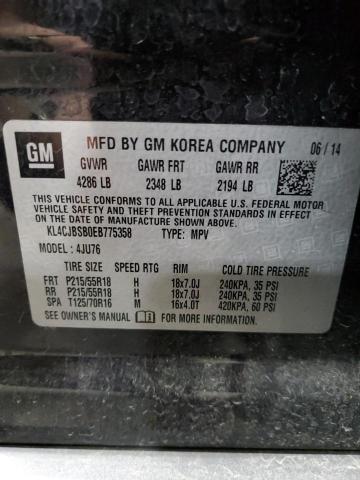 GM
MFD BY GM KOREA COMPANY 06/14
GVWR GAWR FRT GAWR RR
4286 LB 2348 LB 2194 LB
THIS VEHICLE CONFORMS TO ALL APPLICABLE U.S. FEDERAL MOTOR
VEHICLE SAFETY, BUMPER, AND THEFT PREVENTION STANDARDS
IN EFFECT ON THE DATE OF MANUFACTURE SHOWN ABOVE.
KL4CJBSB0EB775358 TYPE: MPV
MODEL: 4JU76
TIRE SIZE SPEED RTG RIM COLD TIRE PRESSURE
FRT P215/55R18 H 18x7.0J 240KPA, 35 PSI
RR P215/55R18 H 18x7.0J 240KPA, 35 PSI
SPA T125/70R16 M 16x4.0T 420KPA, 60 PSI
SEE OWNER'S MANUAL FOR MORE INFORMATION.